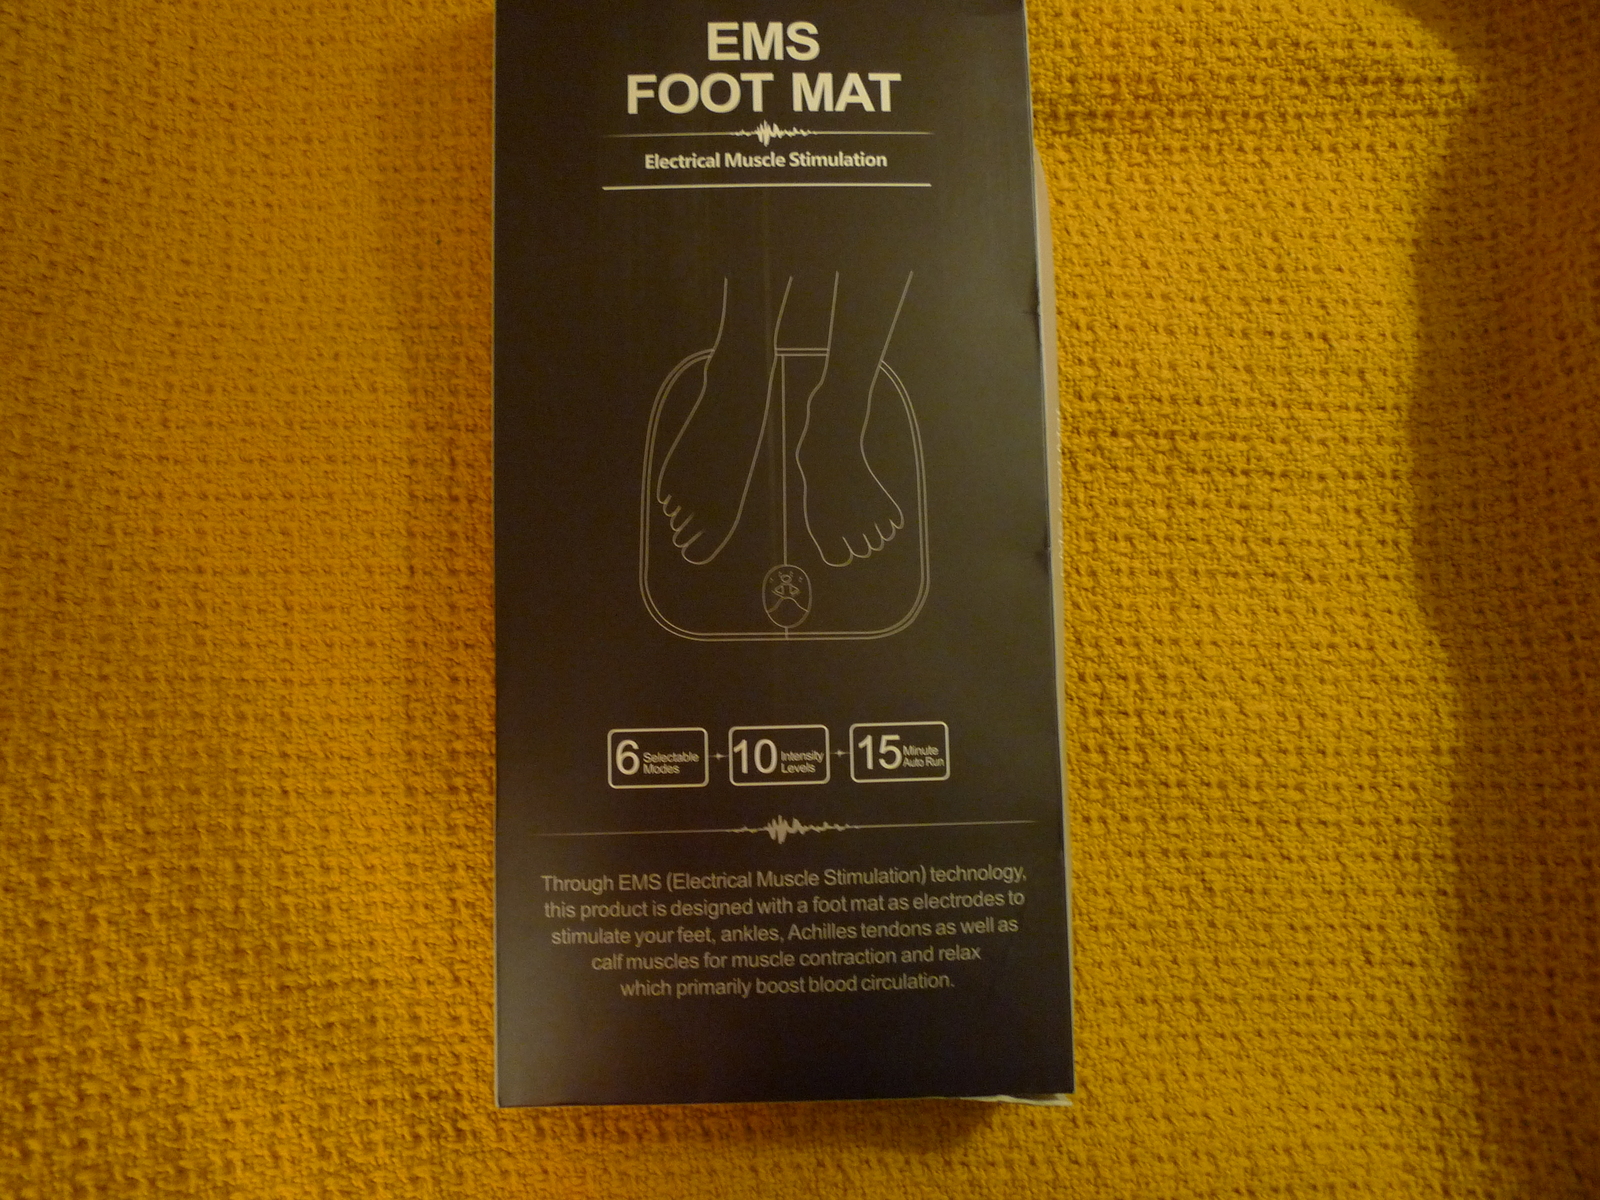 EMS
FOOT MAT
Electrical Muscle Stimulation
6 Selectable Modes
10 Intensity Levels
15 Minute Auto Run
Through EMS (Electrical Muscle Stimulation) technology,
this product is designed with a foot mat as electrodes to
stimulate your feet, ankles, Achilles tendons as well as
calf muscles for muscle contraction and relax
which primarily boost blood circulation.